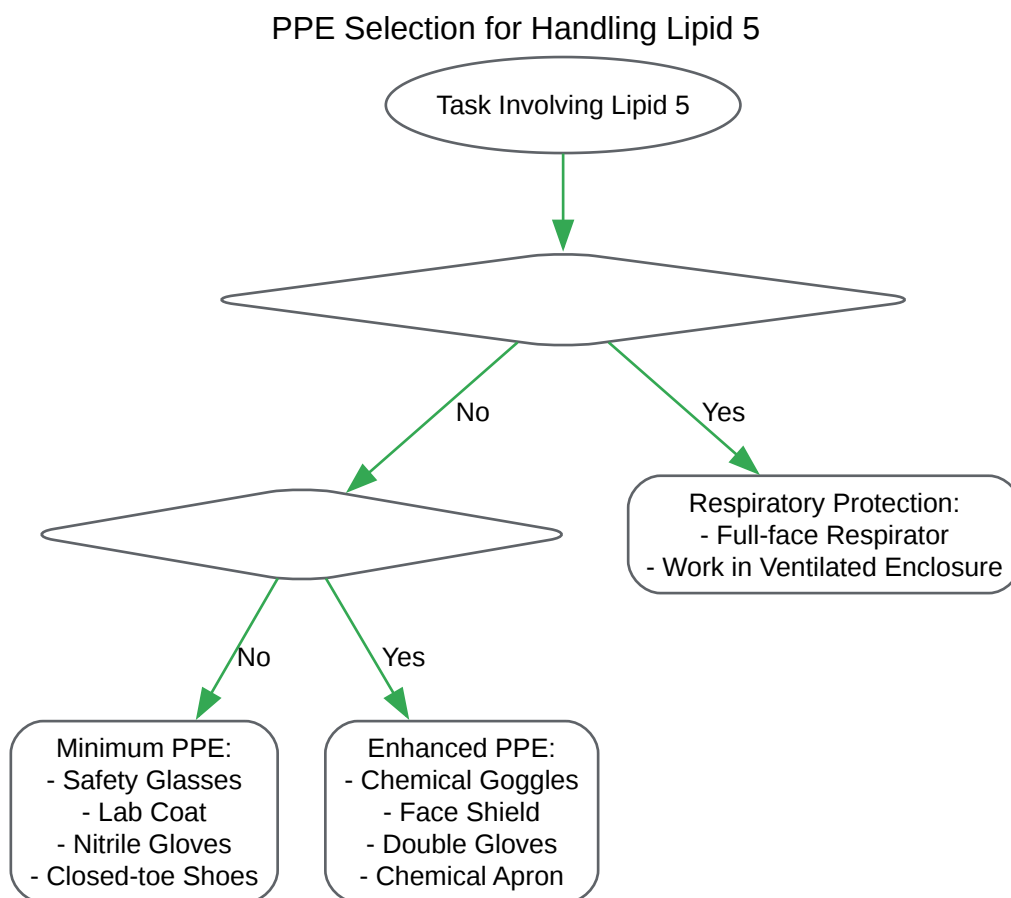 PPE Selection for Handling Lipid 5
Task Involving Lipid 5
No
Yes
Respiratory Protection:
- Full-face Respirator
- Work in Ventilated Enclosure
No
Yes
Minimum PPE:
- Safety Glasses
- Lab Coat
- Nitrile Gloves
- Closed-toe Shoes
Enhanced PPE:
- Chemical Goggles
- Face Shield
- Double Gloves
- Chemical Apron